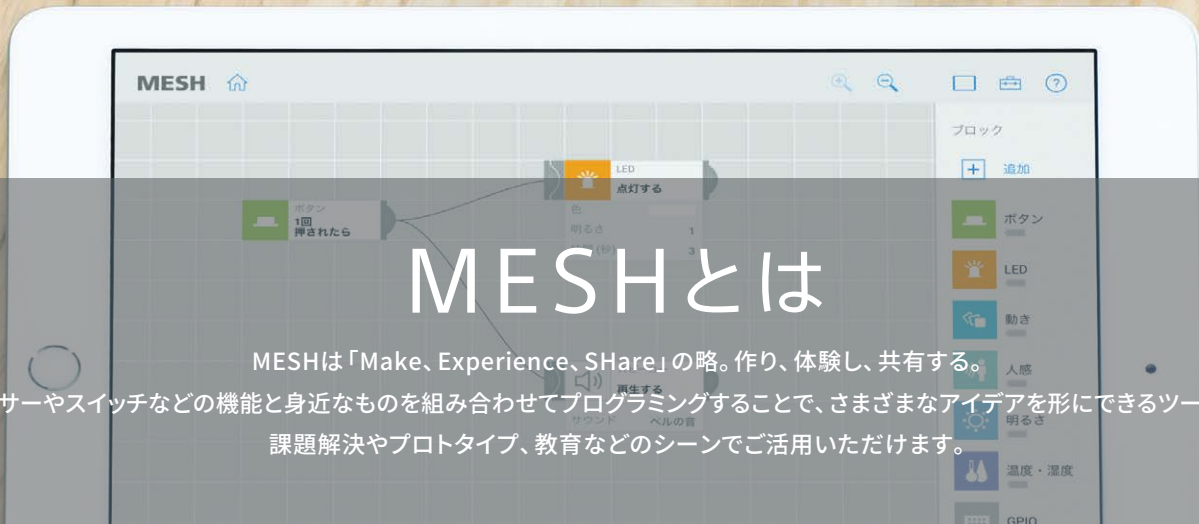 MESH
ブロック
追加
LED
点灯する
ボタン
1回
押されたら
色
明るさ 1
(秒) 3
ボタン
LED
動き
人感
明るさ
温度・湿度
GPIO
MESHとは
MESHは「Make、Experience、SHare」の略。作り、体験し、共有する。
サーやスイッチなどの機能と身近なものを組み合わせてプログラミングすることで、さまざまなアイデアを形にできるツー
課題解決やプロトタイプ、教育などのシーンでご活用いただけます。
再生する
サウンド ベルの音